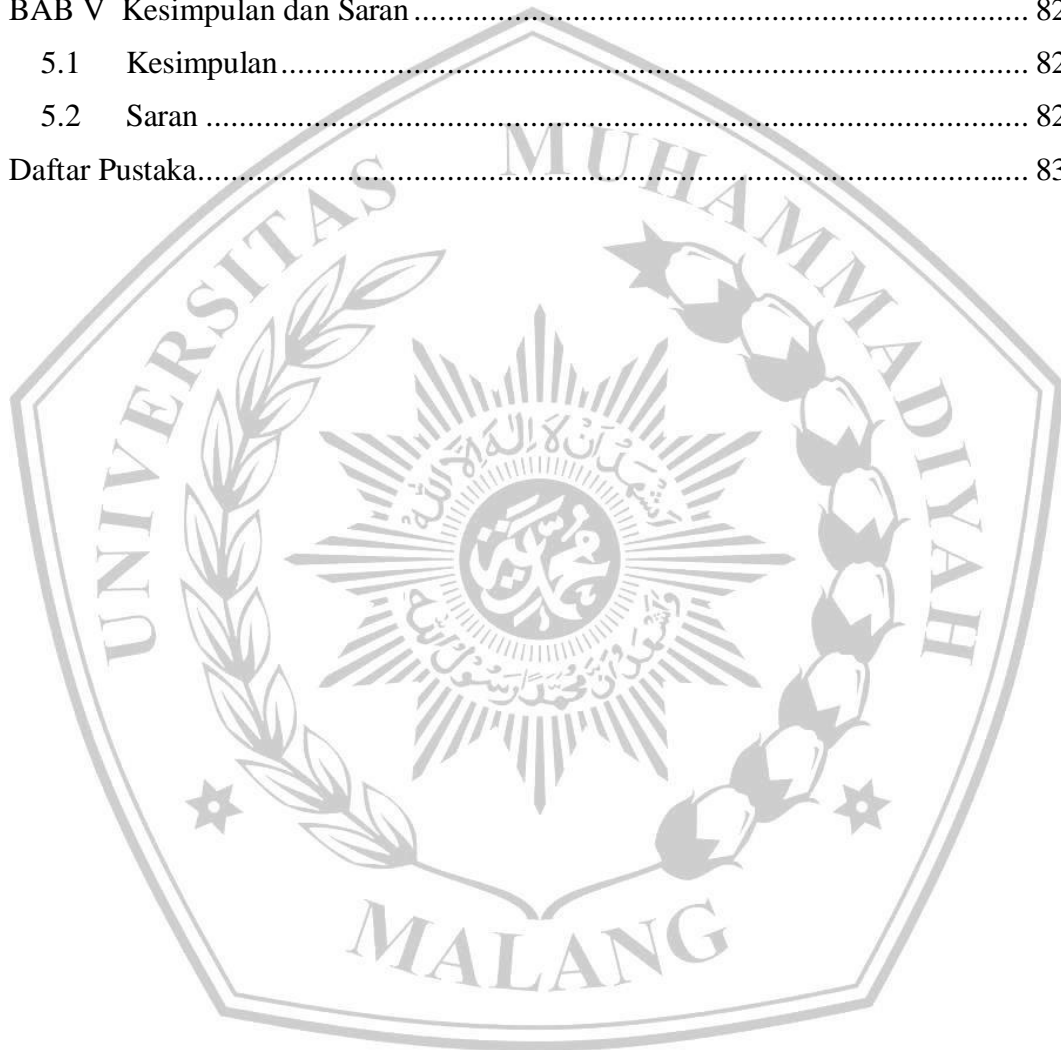 BAB V Kesimpulan dan Saran ........................................................................... 82
5.1 Kesimpulan ........................................................................................... 82
5.2 Saran .................................................................................................... 82
Daftar Pustaka ..................................................................................................... 83
UNIVERSITAS MUHAMMADIYAH
MALANG